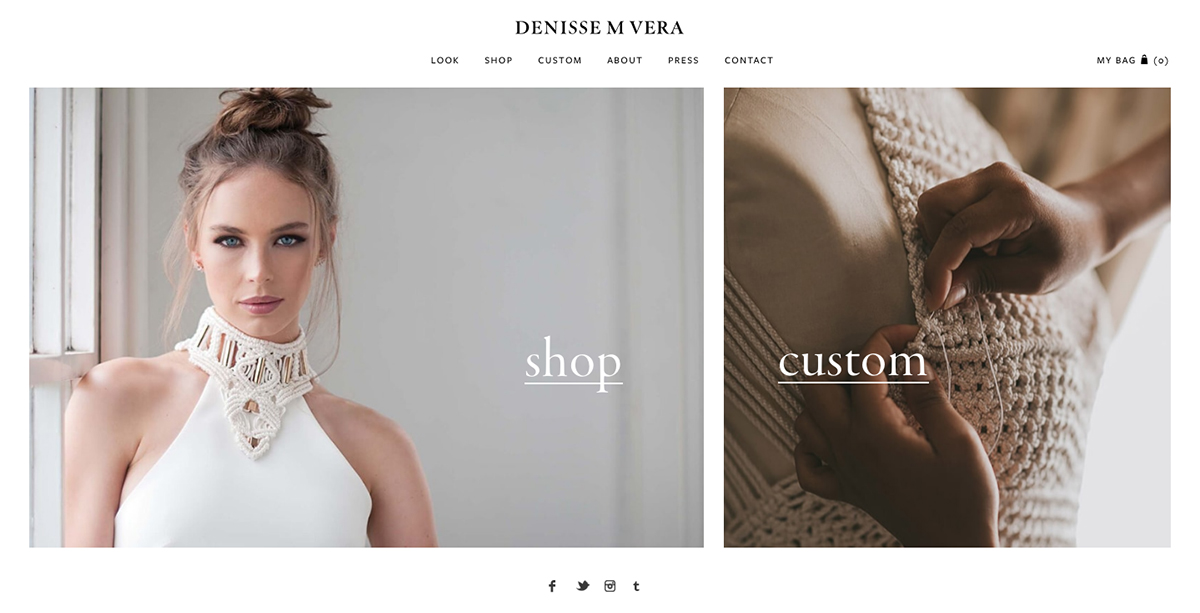 DENISSE M VERA
LOOK SHOP CUSTOM ABOUT PRESS CONTACT MY BAG (0)
shop custom